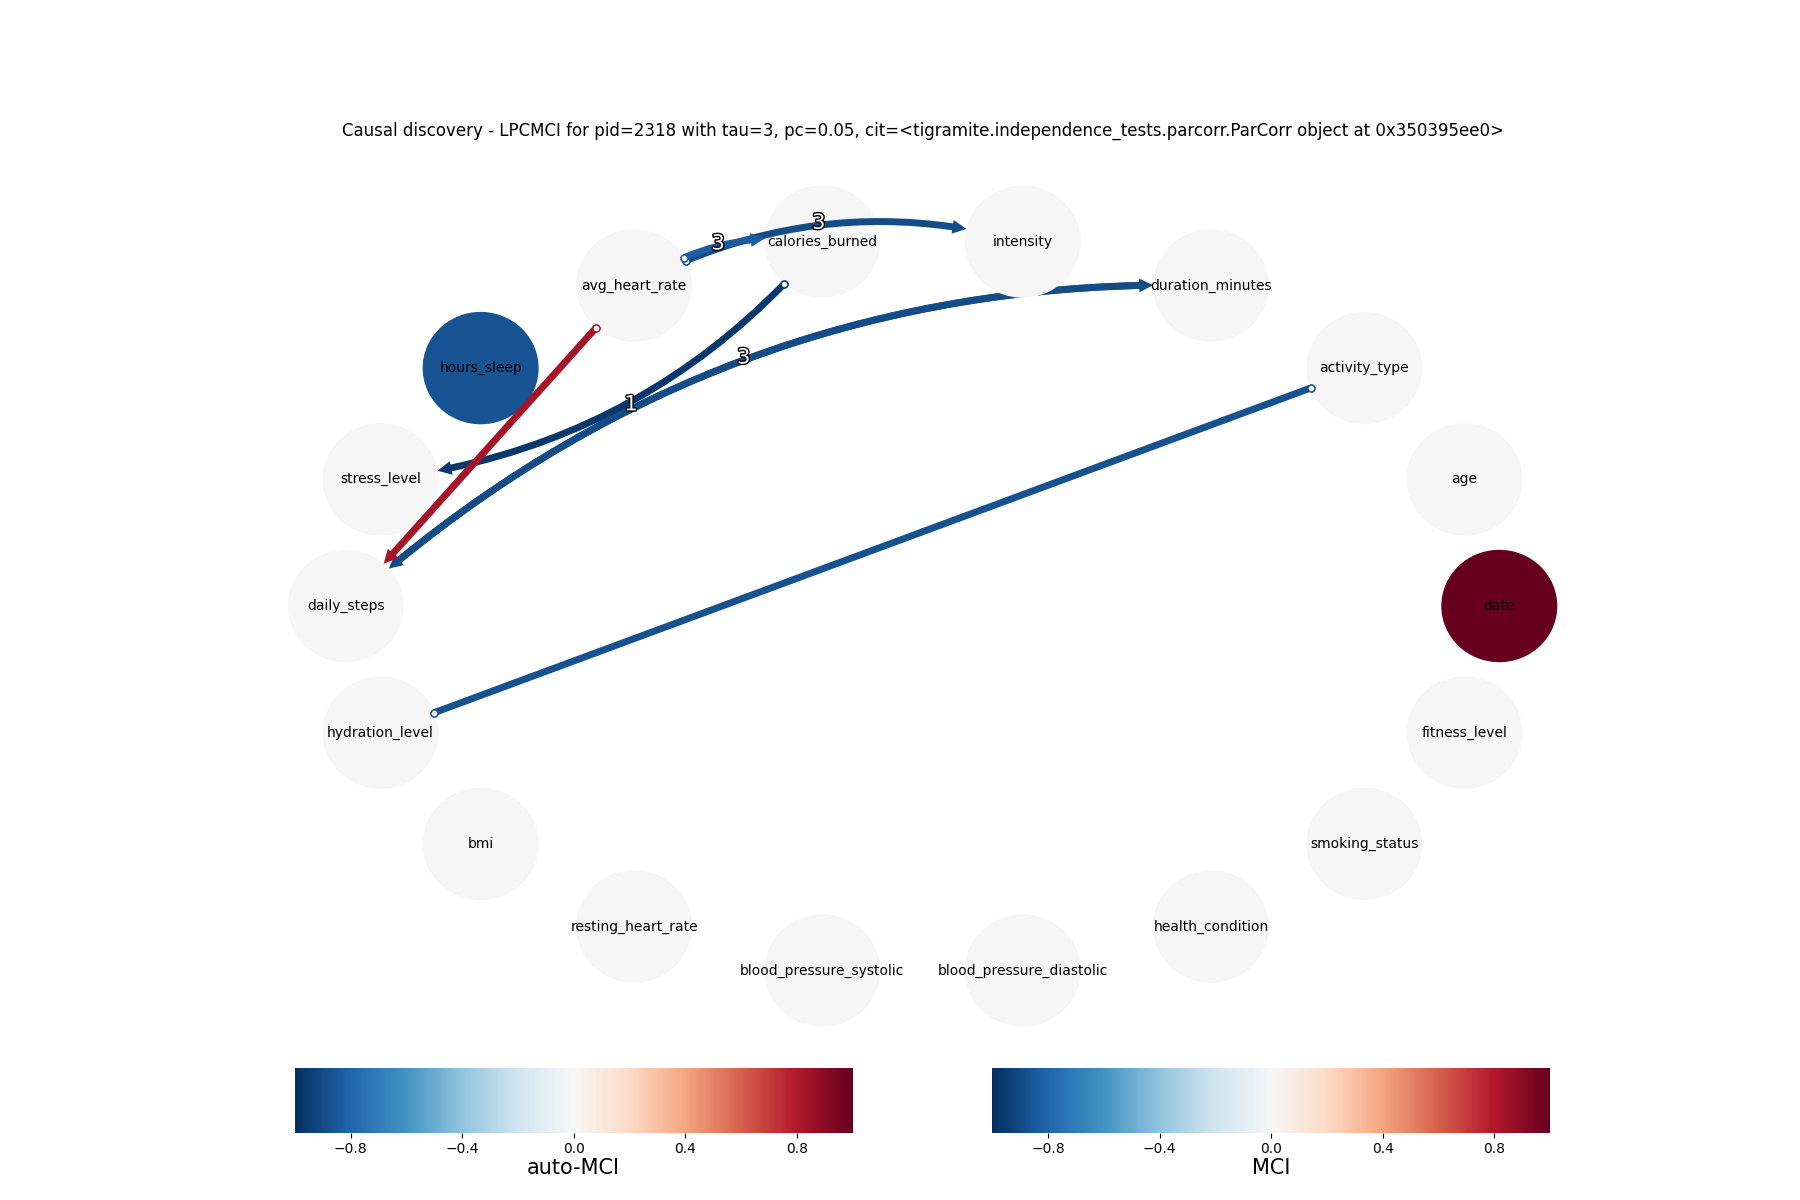 Causal discovery - LPCMCI for pid=2318 with tau=3, pc=0.05, cit=<tigramite.independence_tests.parcorr.ParCorr object at 0x350395ee0>
3
3
calories_burned
intensity
avg_heart_rate
duration_minutes
3
hours_sleep
activity_type
1
stress_level
age
daily_steps
date
hydration_level
fitness_level
bmi
smoking_status
resting_heart_rate
health_condition
blood_pressure_systolic
blood_pressure_diastolic
−0.8 −0.4 0.0 0.4 0.8
auto-MCI
−0.8 −0.4 0.0 0.4 0.8
MCI